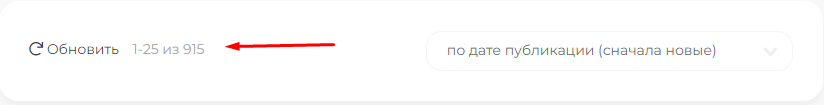 Обновить 1-25 из 915 по дате публикации (сначала новые)